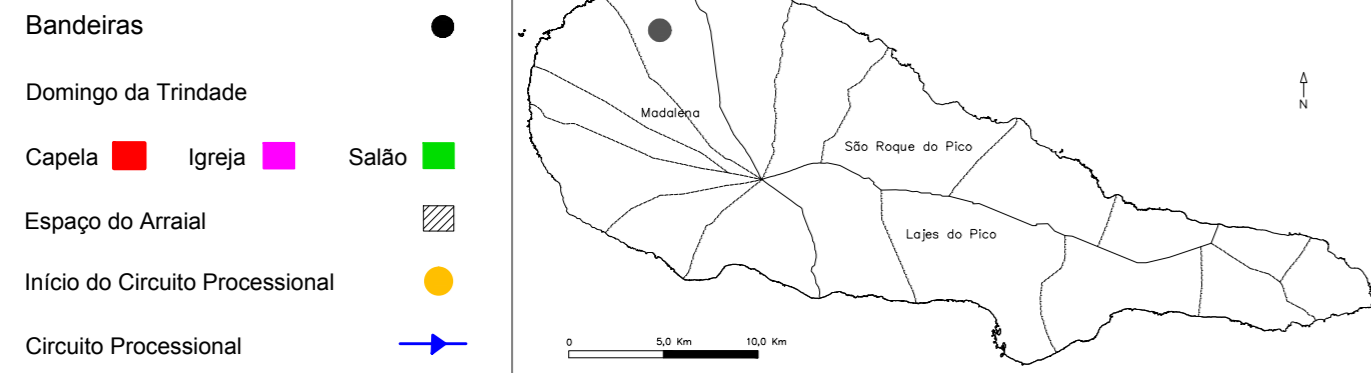 Bandeiras
Domingo da Trindade
Capela Igreja Salão
Espaço do Arraial
Início do Circuito Processional
Circuito Processional
Madalena
São Roque do Pico
Lajes do Pico
N
0 5,0 Km 10,0 Km